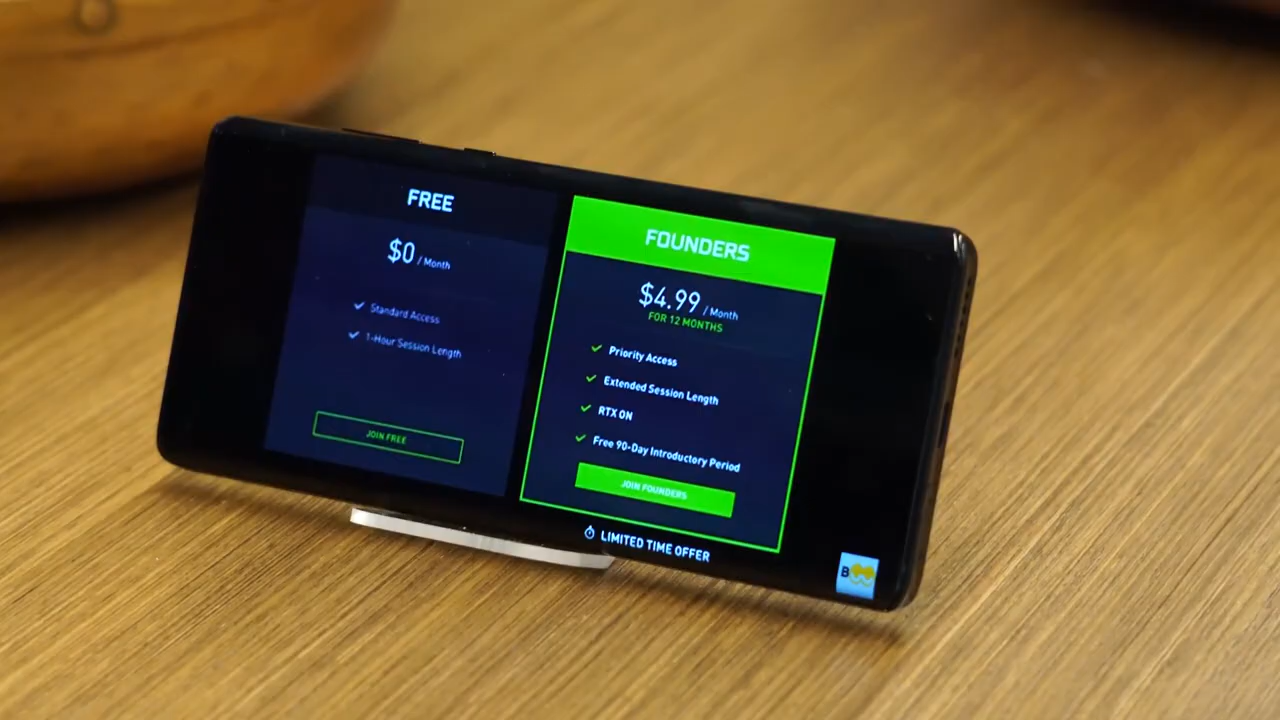 FREE
$0 / Month
Standard Access
1-Hour Session Length
JOIN FREE
FOUNDERS
$4.99 / Month
FOR 12 MONTHS
Priority Access
Extended Session Length
RTX ON
Free 90-Day Introductory Period
JOIN FOUNDERS
LIMITED TIME OFFER
B